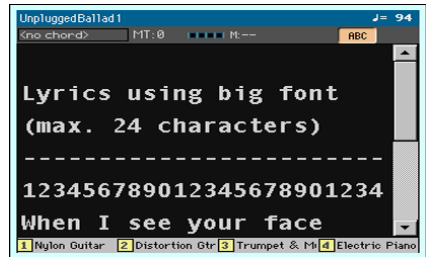 UnpluggedBallad1 ♩= 94
<no chord> MT:0 M:-- ABC
Lyrics using big font
(max. 24 characters)
------------------------
123456789012345678901234
When I see your face
1 Nylon Guitar 2 Distortion Gtr 3 Trumpet & Mu 4 Electric Piano